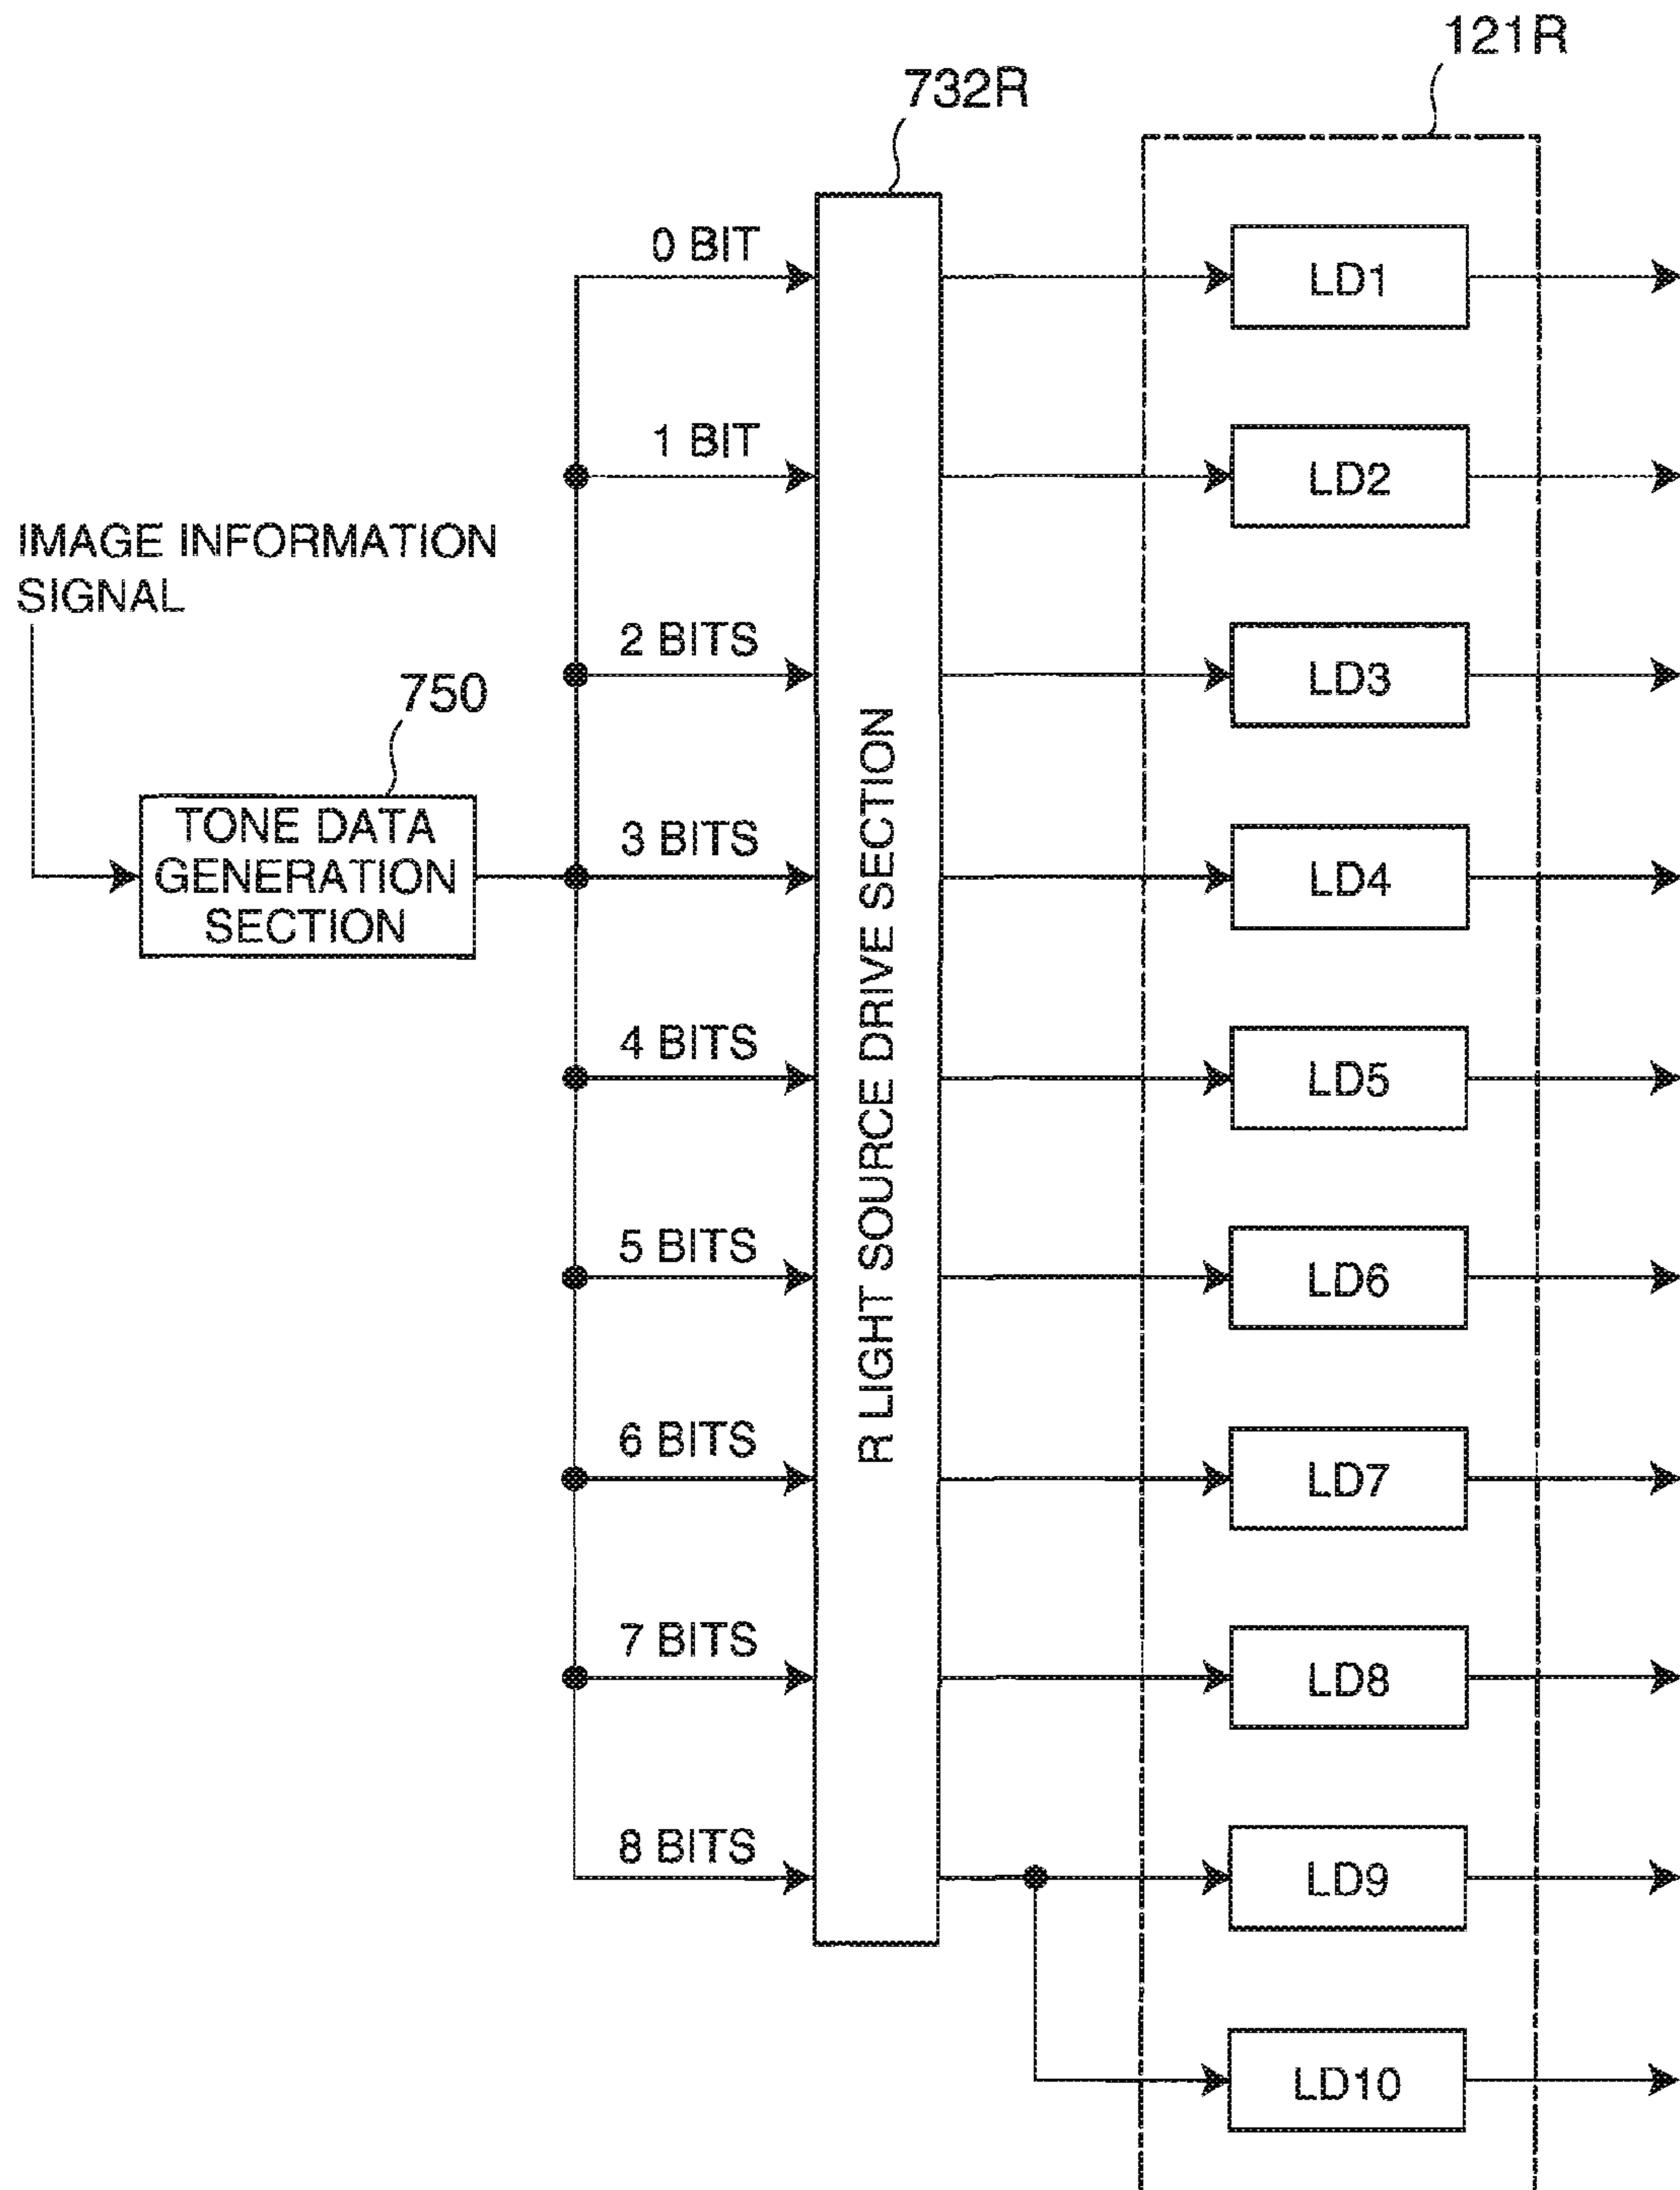 121R
732R
0 BIT
LD1
1 BIT
LD2
IMAGE INFORMATION
SIGNAL
2 BITS
LD3
750
TONE DATA
GENERATION
SECTION
3 BITS
R LIGHT SOURCE DRIVE SECTION
LD4
4 BITS
LD5
5 BITS
LD6
6 BITS
LD7
7 BITS
LD8
8 BITS
LD9
LD10